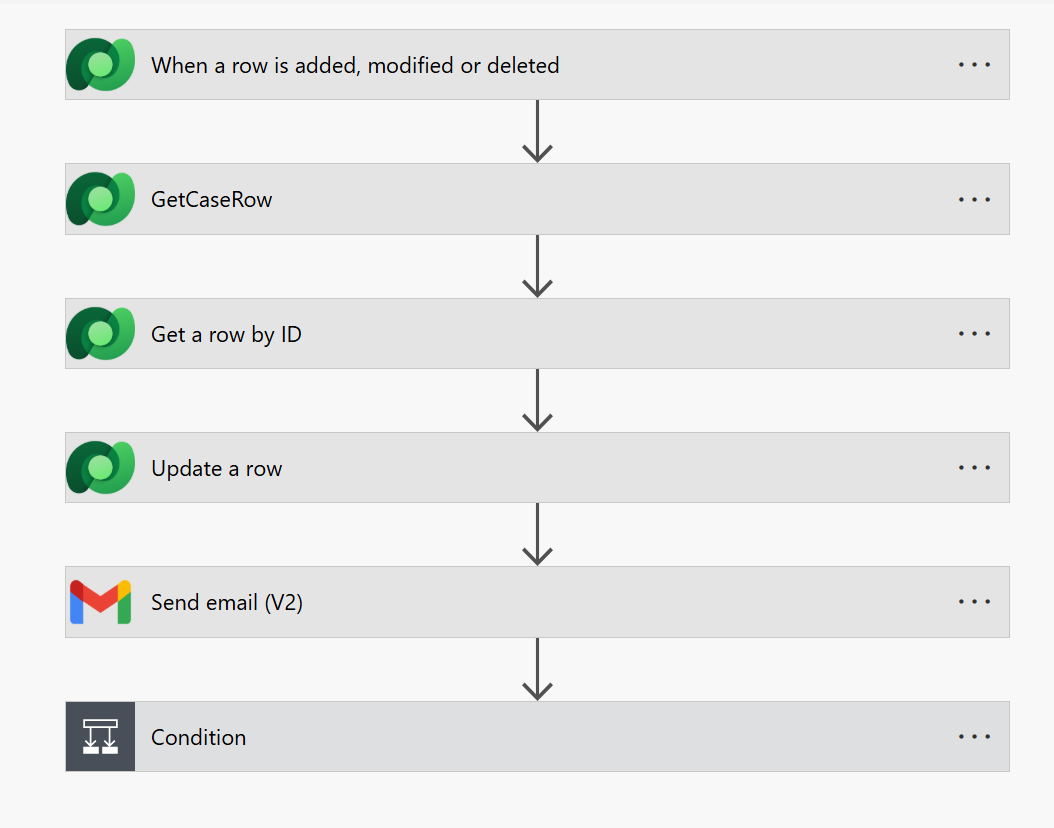 When a row is added, modified or deleted
GetCaseRow
Get a row by ID
Update a row
Send email (V2)
Condition